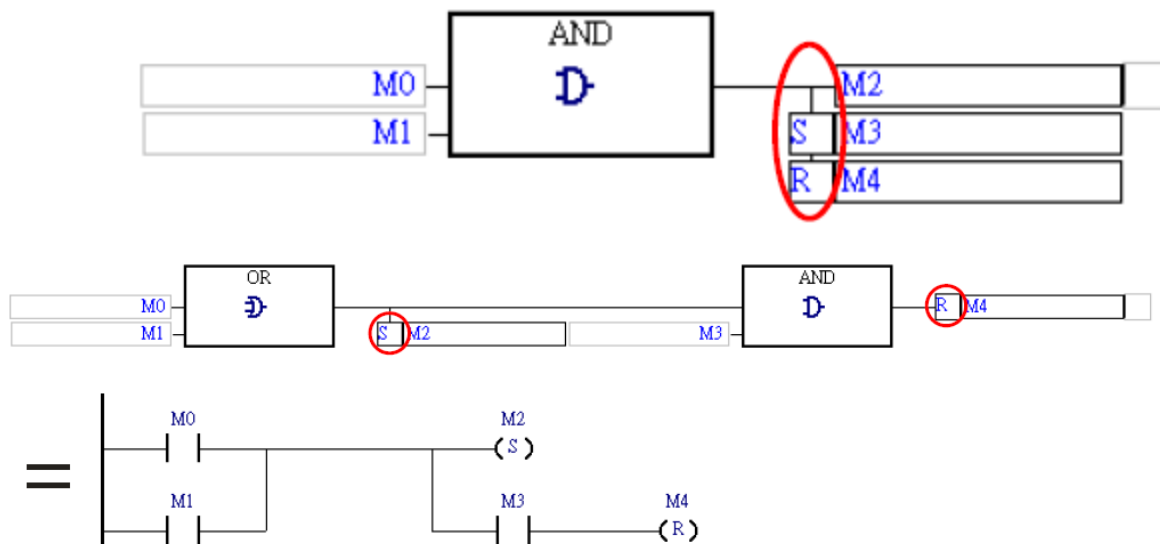 AND
M0 M2
M1 S M3
R M4
OR AND
M0 R M4
M1 S M2 M3
M0 M2
= ( S )
M1 M3 M4
( R )